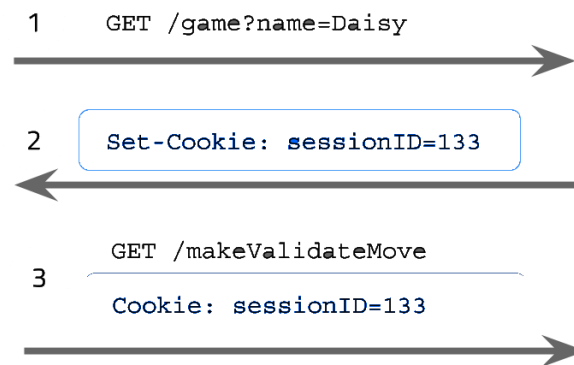 1 GET /game?name=Daisy
2 Set-Cookie: sessionID=133
GET /makeValidateMove
3
Cookie: sessionID=133